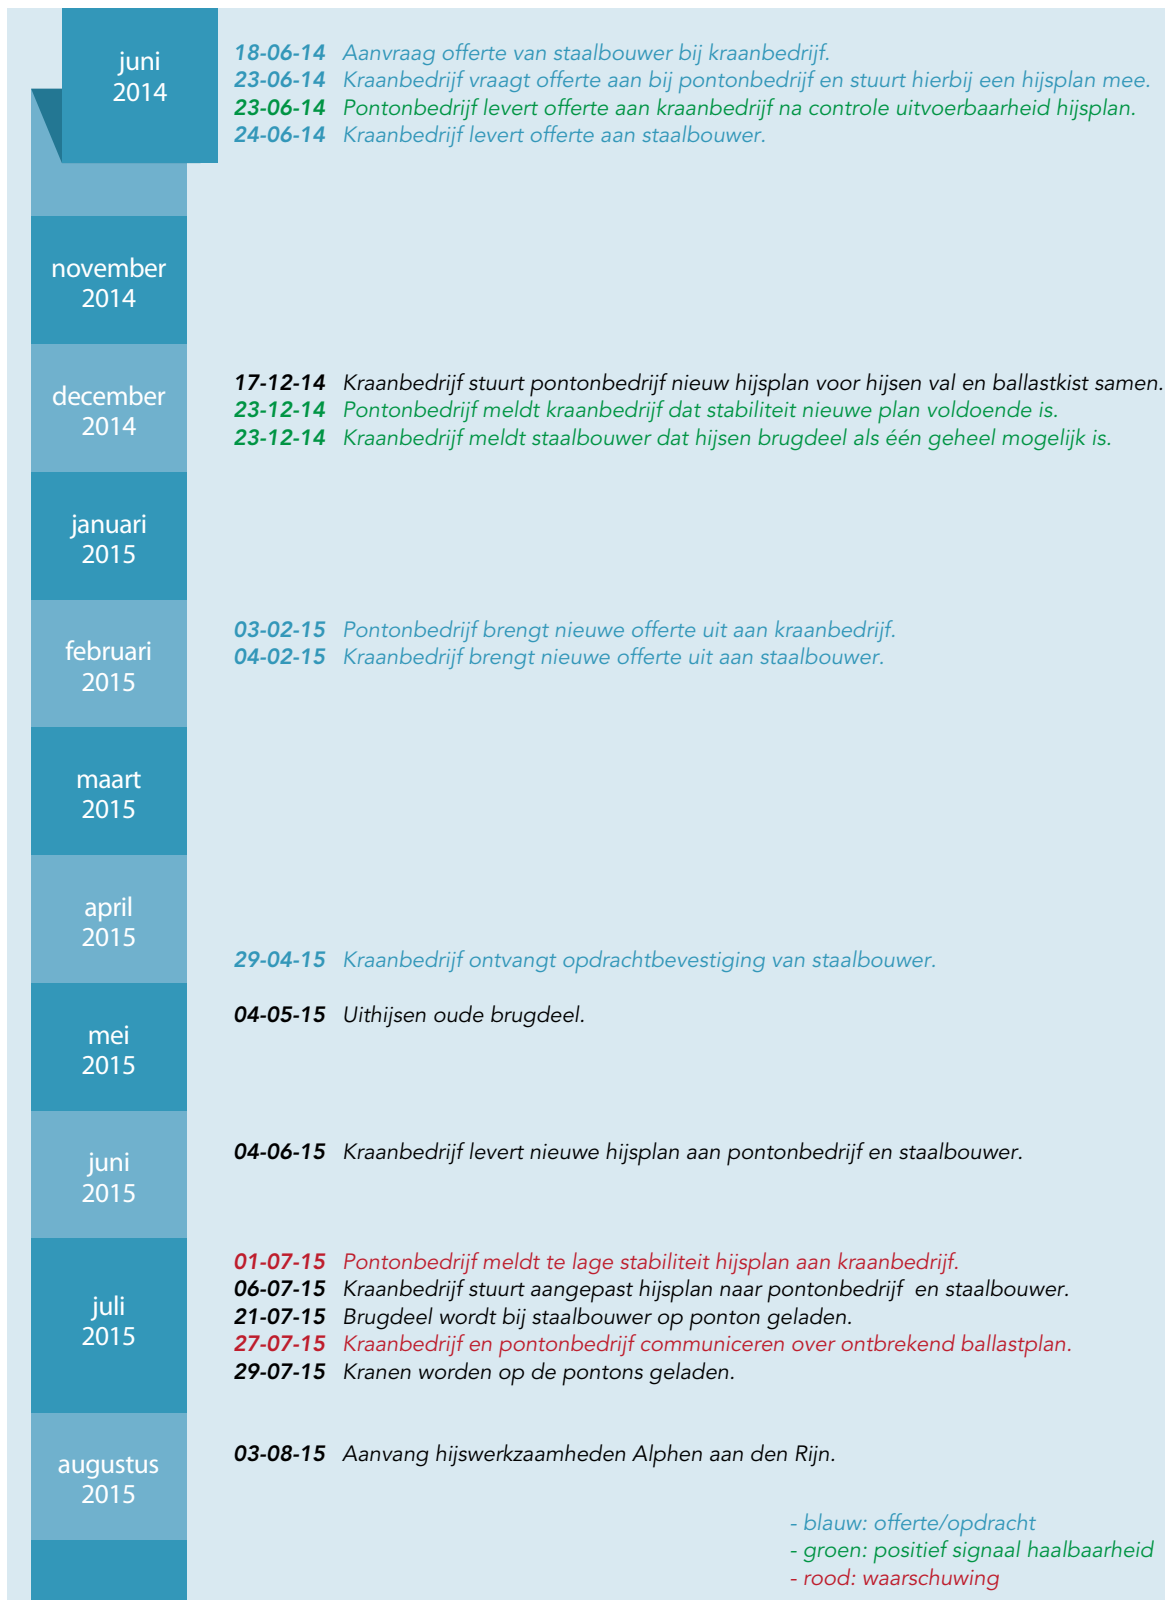 juni
2014
18-06-14 Aanvraag offerte van staalbouwer bij kraanbedrijf.
23-06-14 Kraanbedrijf vraagt offerte aan bij pontonbedrijf en stuurt hierbij een hijsplan mee.
23-06-14 Pontonbedrijf levert offerte aan kraanbedrijf na controle uitvoerbaarheid hijsplan.
24-06-14 Kraanbedrijf levert offerte aan staalbouwer.
november
2014
december
2014
17-12-14 Kraanbedrijf stuurt pontonbedrijf nieuw hijsplan voor hijsen val en ballastkist samen.
23-12-14 Pontonbedrijf meldt kraanbedrijf dat stabiliteit nieuwe plan voldoende is.
23-12-14 Kraanbedrijf meldt staalbouwer dat hijsen brugdeel als één geheel mogelijk is.
januari
2015
februari
2015
03-02-15 Pontonbedrijf brengt nieuwe offerte uit aan kraanbedrijf.
04-02-15 Kraanbedrijf brengt nieuwe offerte uit aan staalbouwer.
maart
2015
april
2015
29-04-15 Kraanbedrijf ontvangt opdrachtbevestiging van staalbouwer.
mei
2015
04-05-15 Uithijsen oude brugdeel.
juni
2015
04-06-15 Kraanbedrijf levert nieuwe hijsplan aan pontonbedrijf en staalbouwer.
juli
2015
01-07-15 Pontonbedrijf meldt te lage stabiliteit hijsplan aan kraanbedrijf.
06-07-15 Kraanbedrijf stuurt aangepast hijsplan naar pontonbedrijf en staalbouwer.
21-07-15 Brugdeel wordt bij staalbouwer op ponton geladen.
27-07-15 Kraanbedrijf en pontonbedrijf communiceren over ontbrekend ballastplan.
29-07-15 Kranen worden op de pontons geladen.
augustus
2015
03-08-15 Aanvang hijswerkzaamheden Alphen aan den Rijn.
- blauw: offerte/opdracht
- groen: positief signaal haalbaarheid
- rood: waarschuwing